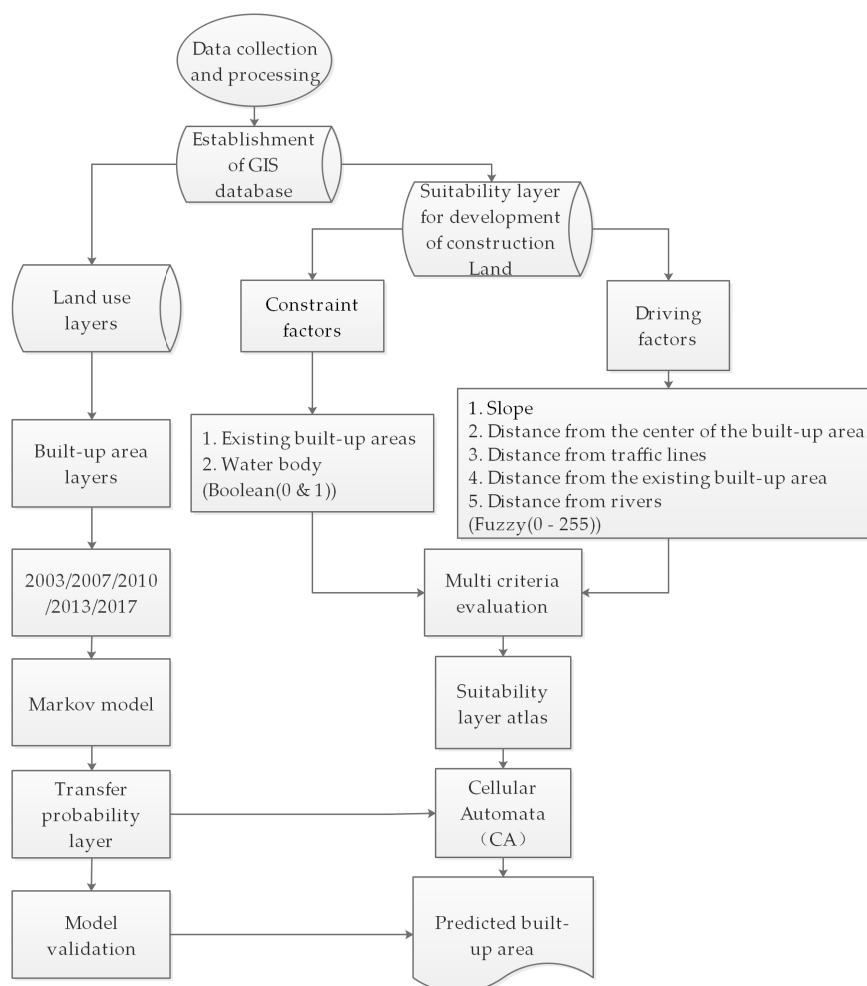 Data collection
and processing
Establishment
of GIS
database
Suitability layer
for development
of construction
Land
Land use
layers
Constraint
factors
Driving
factors
1. Existing built-up areas
2. Water body
(Boolean(0 & 1))
1. Slope
2. Distance from the center of the built-up area
3. Distance from traffic lines
4. Distance from the existing built-up area
5. Distance from rivers
(Fuzzy(0 - 255))
Built-up area
layers
2003/2007/2010
/2013/2017
Multi criteria
evaluation
Markov model
Suitability
layer atlas
Transfer
probability
layer
Cellular
Automata
（CA）
Model
validation
Predicted built-
up area